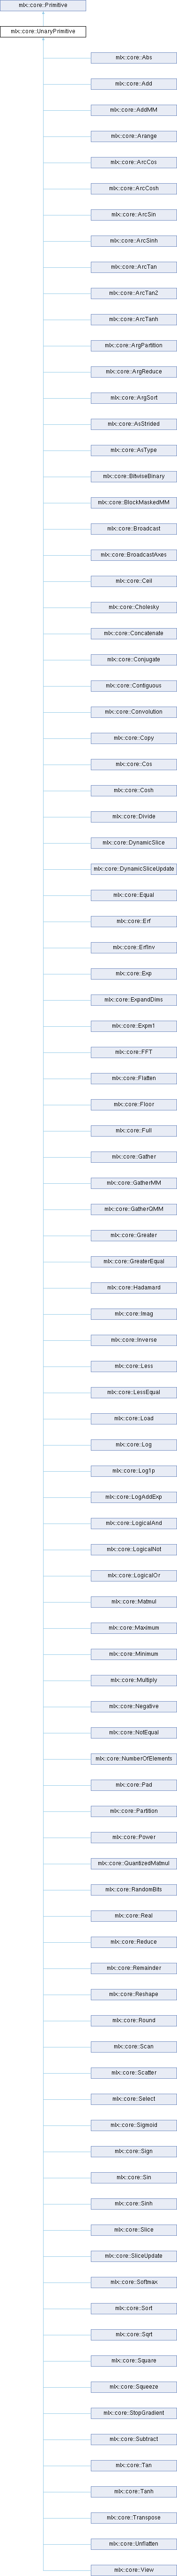 mlx::core::Primitive
mlx::core::UnaryPrimitive
mlx::core::Abs
mlx::core::Add
mlx::core::AddMM
mlx::core::Arange
mlx::core::ArcCos
mlx::core::ArcCosh
mlx::core::ArcSin
mlx::core::ArcSinh
mlx::core::ArcTan
mlx::core::ArcTan2
mlx::core::ArcTanh
mlx::core::ArgPartition
mlx::core::ArgReduce
mlx::core::ArgSort
mlx::core::AsStrided
mlx::core::AsType
mlx::core::BitwiseBinary
mlx::core::BlockMaskedMM
mlx::core::Broadcast
mlx::core::BroadcastAxes
mlx::core::Ceil
mlx::core::Cholesky
mlx::core::Concatenate
mlx::core::Conjugate
mlx::core::Contiguous
mlx::core::Convolution
mlx::core::Copy
mlx::core::Cos
mlx::core::Cosh
mlx::core::Divide
mlx::core::DynamicSlice
mlx::core::DynamicSliceUpdate
mlx::core::Equal
mlx::core::Erf
mlx::core::ErfInv
mlx::core::Exp
mlx::core::ExpandDims
mlx::core::Expm1
mlx::core::FFT
mlx::core::Flatten
mlx::core::Floor
mlx::core::Full
mlx::core::Gather
mlx::core::GatherMM
mlx::core::GatherQMM
mlx::core::Greater
mlx::core::GreaterEqual
mlx::core::Hadamard
mlx::core::Imag
mlx::core::Inverse
mlx::core::Less
mlx::core::LessEqual
mlx::core::Load
mlx::core::Log
mlx::core::Log1p
mlx::core::LogAddExp
mlx::core::LogicalAnd
mlx::core::LogicalNot
mlx::core::LogicalOr
mlx::core::Matmul
mlx::core::Maximum
mlx::core::Minimum
mlx::core::Multiply
mlx::core::Negative
mlx::core::NotEqual
mlx::core::NumberOfElements
mlx::core::Pad
mlx::core::Partition
mlx::core::Power
mlx::core::QuantizedMatmul
mlx::core::RandomBits
mlx::core::Real
mlx::core::Reduce
mlx::core::Remainder
mlx::core::Reshape
mlx::core::Round
mlx::core::Scan
mlx::core::Scatter
mlx::core::Select
mlx::core::Sigmoid
mlx::core::Sign
mlx::core::Sin
mlx::core::Sinh
mlx::core::Slice
mlx::core::SliceUpdate
mlx::core::Softmax
mlx::core::Sort
mlx::core::Sqrt
mlx::core::Square
mlx::core::Squeeze
mlx::core::StopGradient
mlx::core::Subtract
mlx::core::Tan
mlx::core::Tanh
mlx::core::Transpose
mlx::core::Unflatten
mlx::core::View